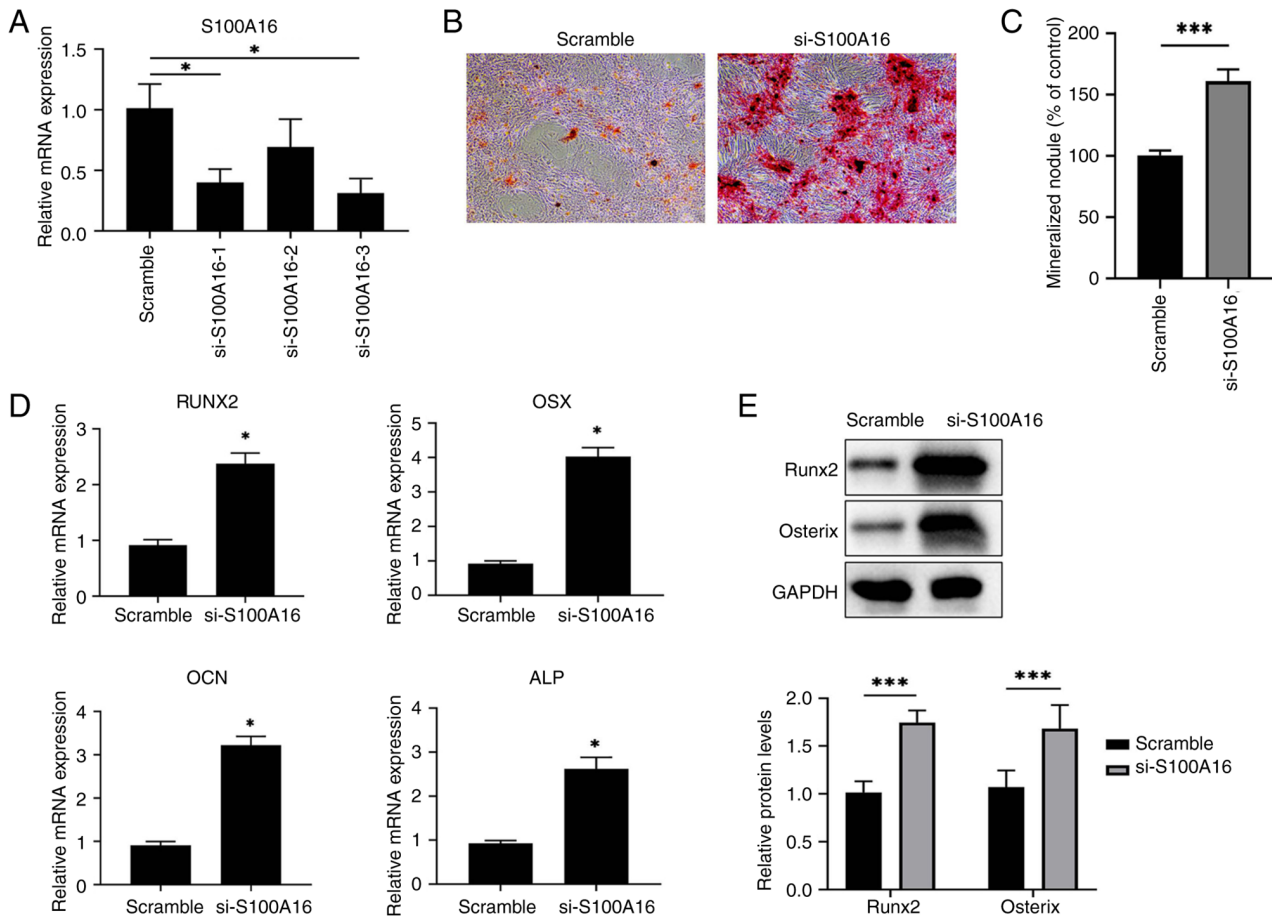 A
S100A16
Relative mRNA expression
1.5
1.0
0.5
0.0
*
*
Scramble
si-S100A16-1
si-S100A16-2
si-S100A16-3
B
Scramble
si-S100A16
C
Mineralized nodule (% of control)
200
150
100
50
0
***
Scramble
si-S100A16
D
RUNX2
Relative mRNA expression
3
2
1
0
*
Scramble
si-S100A16
OSX
Relative mRNA expression
5
4
3
2
1
0
*
Scramble
si-S100A16
OCN
Relative mRNA expression
4
3
2
1
0
*
Scramble
si-S100A16
ALP
Relative mRNA expression
4
3
2
1
0
*
Scramble
si-S100A16
E
Scramble si-S100A16
Runx2
Osterix
GAPDH
Relative protein levels
2.0
1.5
1.0
0.5
0.0
***
***
Runx2
Osterix
Scramble
si-S100A16